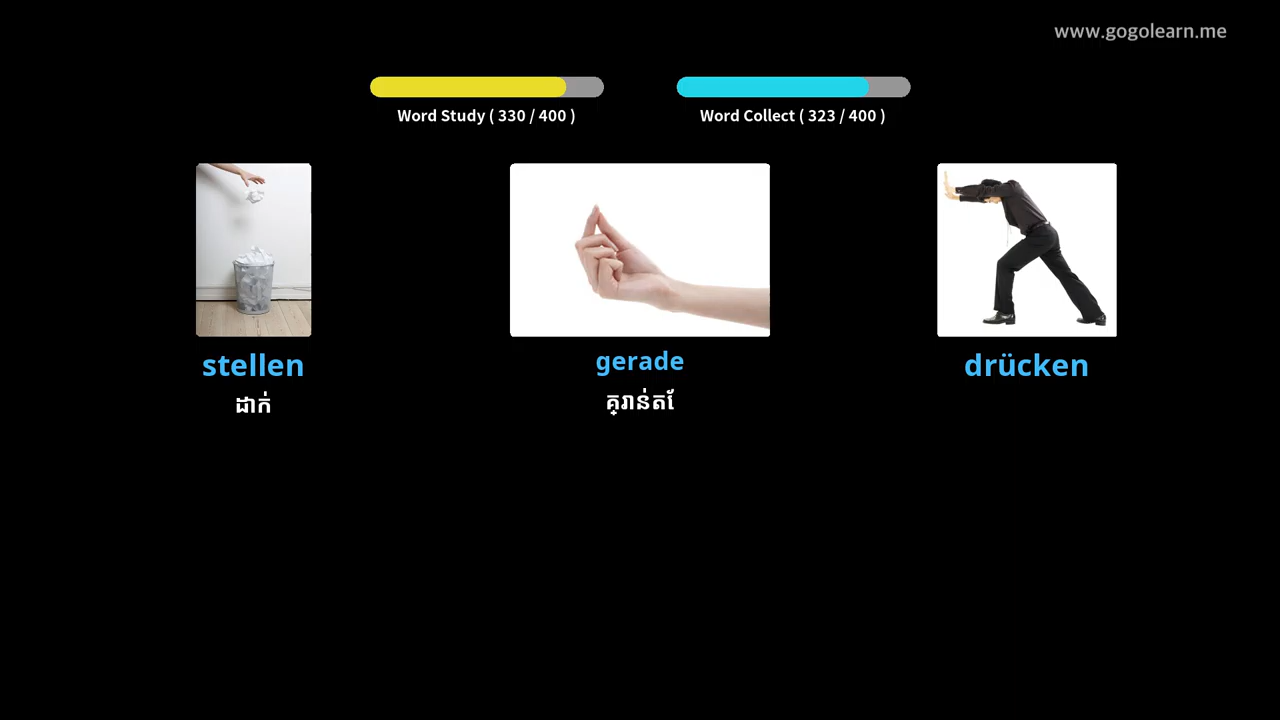 www.gogolearn.me
Word Study ( 330 / 400 )
Word Collect ( 323 / 400 )
stellen
gerade
drücken
ដាក់
គ្រាន់តែ